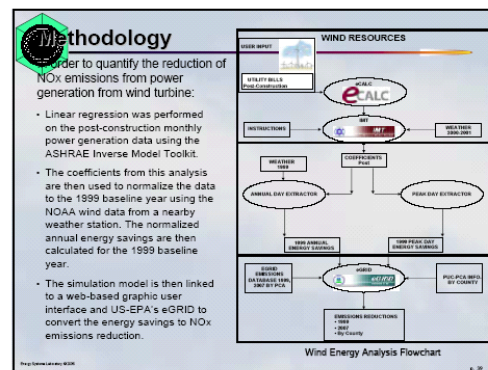 Methodology
In order to quantify the reduction of
NOx emissions from power
generation from wind turbine:
• Linear regression was performed
on the post-construction monthly
power generation data using the
ASHRAE Inverse Model Toolkit.
• The coefficients from this analysis
are then used to normalize the data
to the 1999 baseline year using the
NOAA wind data from a nearby
weather station. The normalized
annual energy savings are then
calculated for the 1999 baseline
year.
• The simulation model is then linked
to a web-based graphic user
interface and US-EPA's eGRID to
convert the energy savings to NOx
emissions reduction.
WIND RESOURCES
USER INPUT
UTILITY BILLS
Post-Construction
eCALC
eCALC
IMT
INSTRUCTIONS
IMT
WEATHER
2000-2001
WEATHER
1999
COEFFICIENTS
Post
ANNUAL DAY EXTRACTOR
PEAK DAY EXTRACTOR
1999 ANNUAL
ENERGY SAVINGS
1999 PEAK DAY
ENERGY SAVINGS
EGRID
EMISSIONS
DATABASE 1999,
2007 BY PCA
eGRID
eGRID
BY COUNTY
EMISSIONS REDUCTIONS
• 1999
• 2007
• By County
Wind Energy Analysis Flowchart
Energy Systems Laboratory